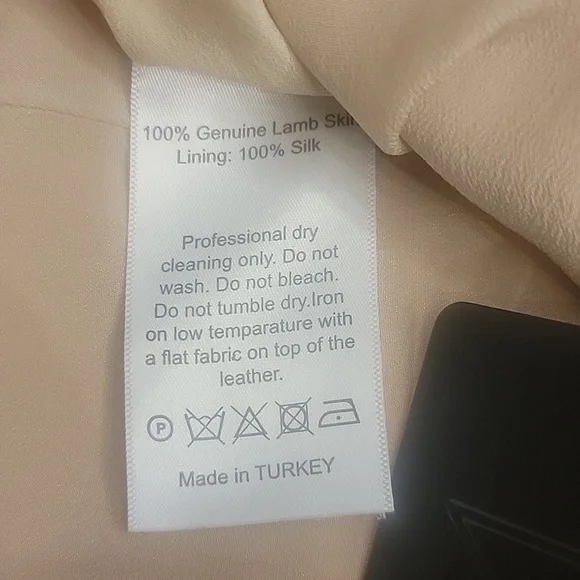 100% Genuine Lamb Skin
Lining: 100% Silk
Professional dry
cleaning only. Do not
wash. Do not bleach.
Do not tumble dry.Iron
on low temparature with
a flat fabric on top of the
leather.
P
Made in TURKEY